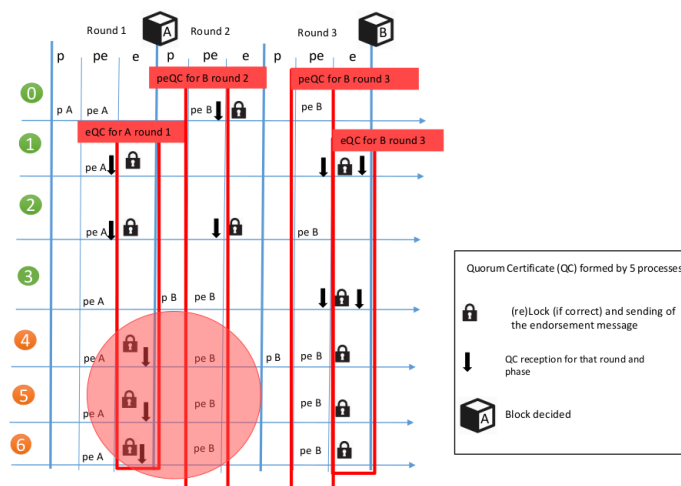 Round 1 A Round 2 Round 3 B
p pe e p pe e p pe e
peQC for B round 2 peQC for B round 3
0 p A pe A pe B pe B
eQC for A round 1 eQC for B round 3
1 pe A
2 pe A pe B
3 pe A p B pe B
4 pe A pe B p B pe B
5 pe A pe B pe B
6 pe A pe B pe B
Quorum Certificate (QC) formed by 5 processes
(re)Lock (if correct) and sending of
the endorsement message
QC reception for that round and
phase
A Block decided